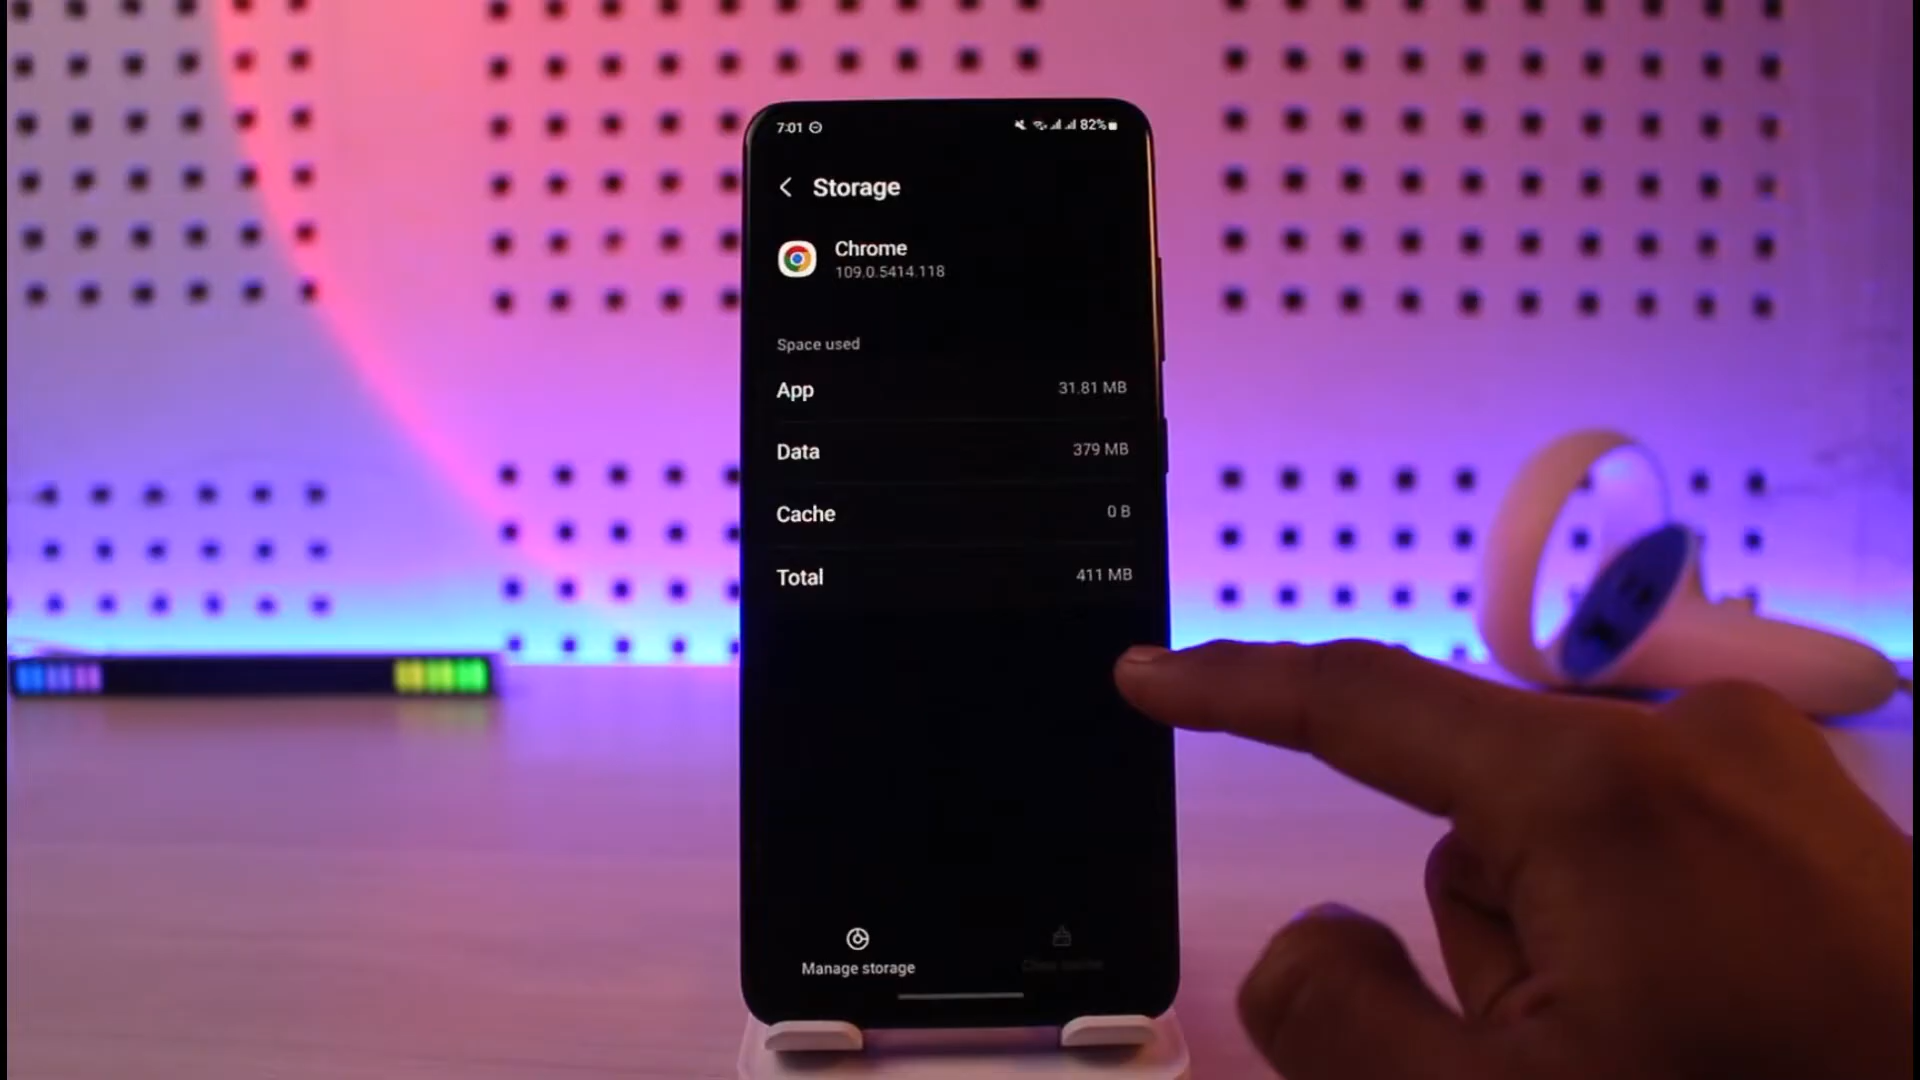 7:01
82%
Storage
Chrome
109.0.5414.118
Space used
App 31.81 MB
Data 379 MB
Cache 0 B
Total 411 MB
Manage storage